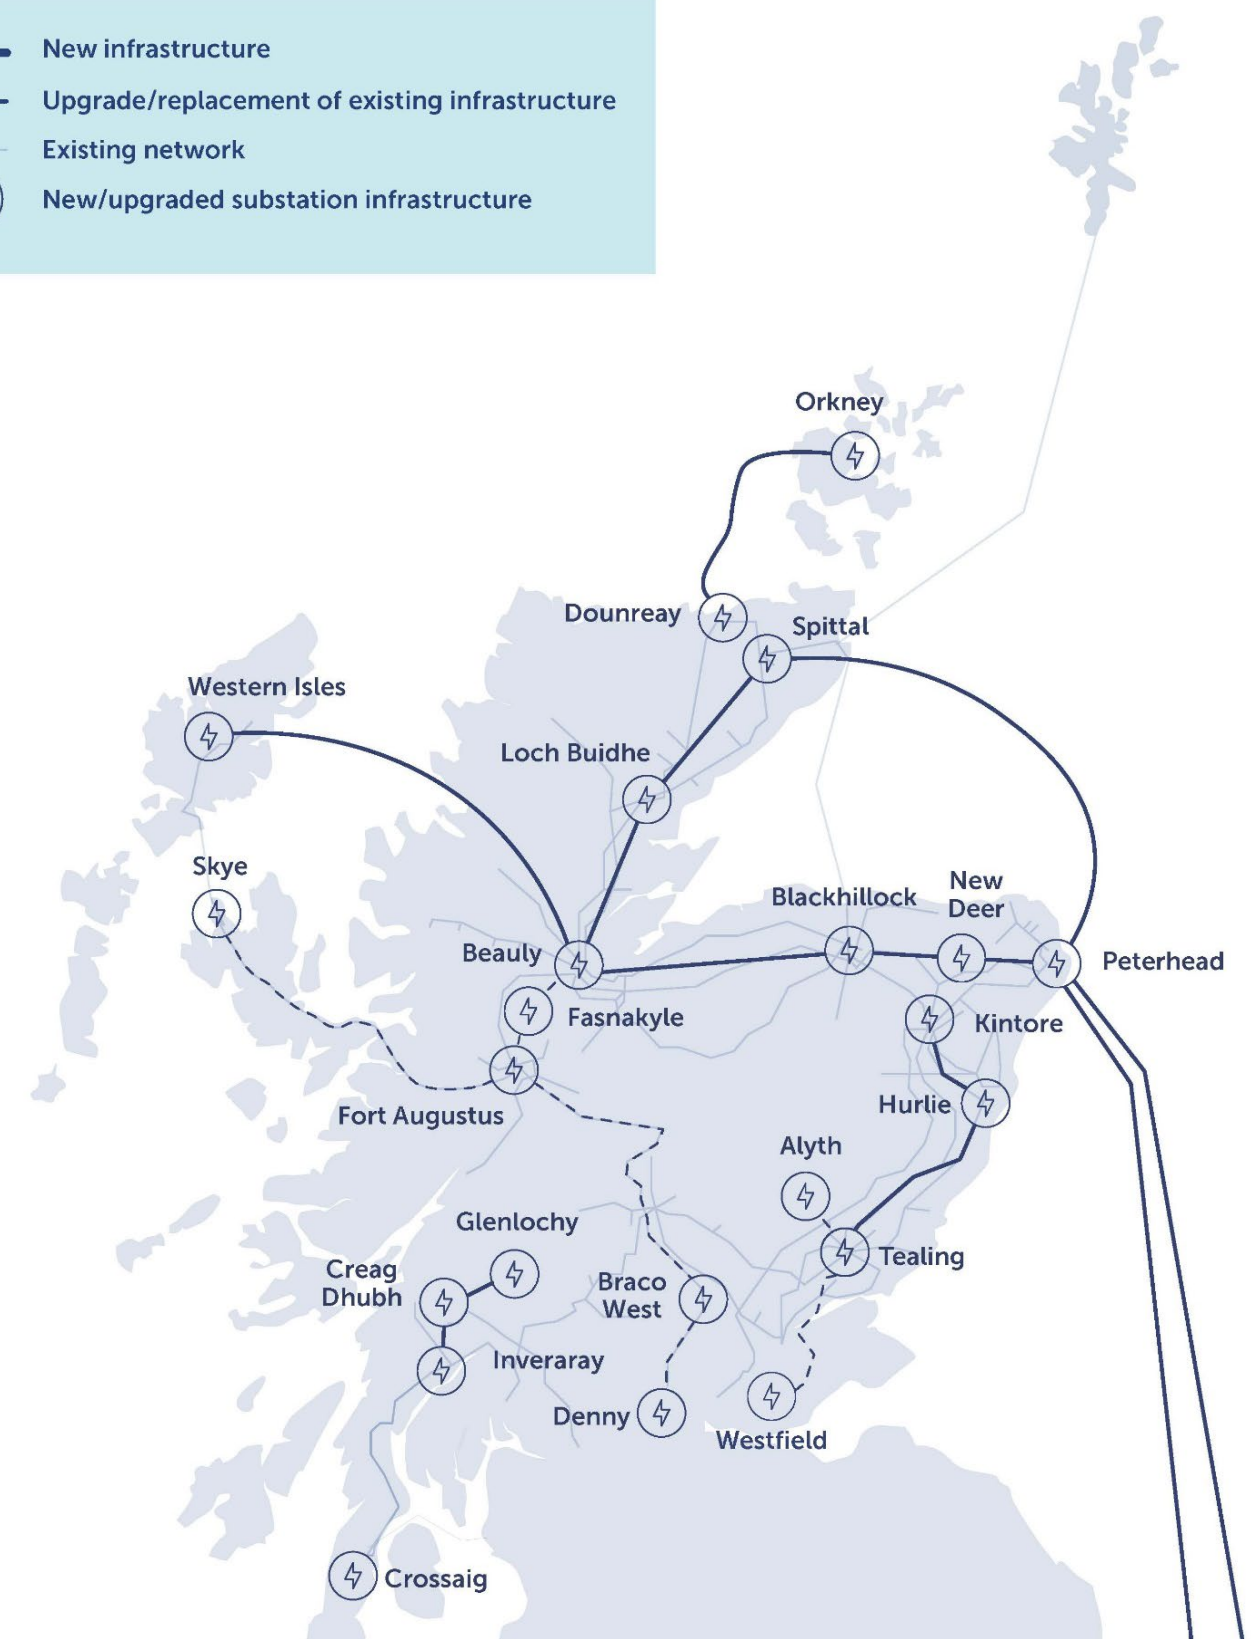 New infrastructure
Upgrade/replacement of existing infrastructure
Existing network
New/upgraded substation infrastructure
Orkney
Dounreay
Spittal
Western Isles
Loch Buidhe
Skye
New
Deer
Blackhillock
Beauly
Peterhead
Fasnakyle
Kintore
Fort Augustus
Hurlie
Alyth
Glenlochy
Tealing
Creag
Dhubh
Braco
West
Inveraray
Denny
Westfield
Crossaig